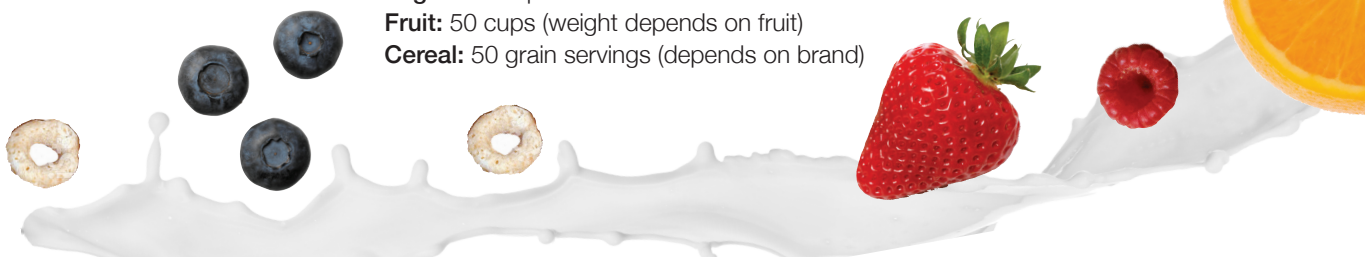 Fruit: 50 cups (weight depends on fruit)
Cereal: 50 grain servings (depends on brand)